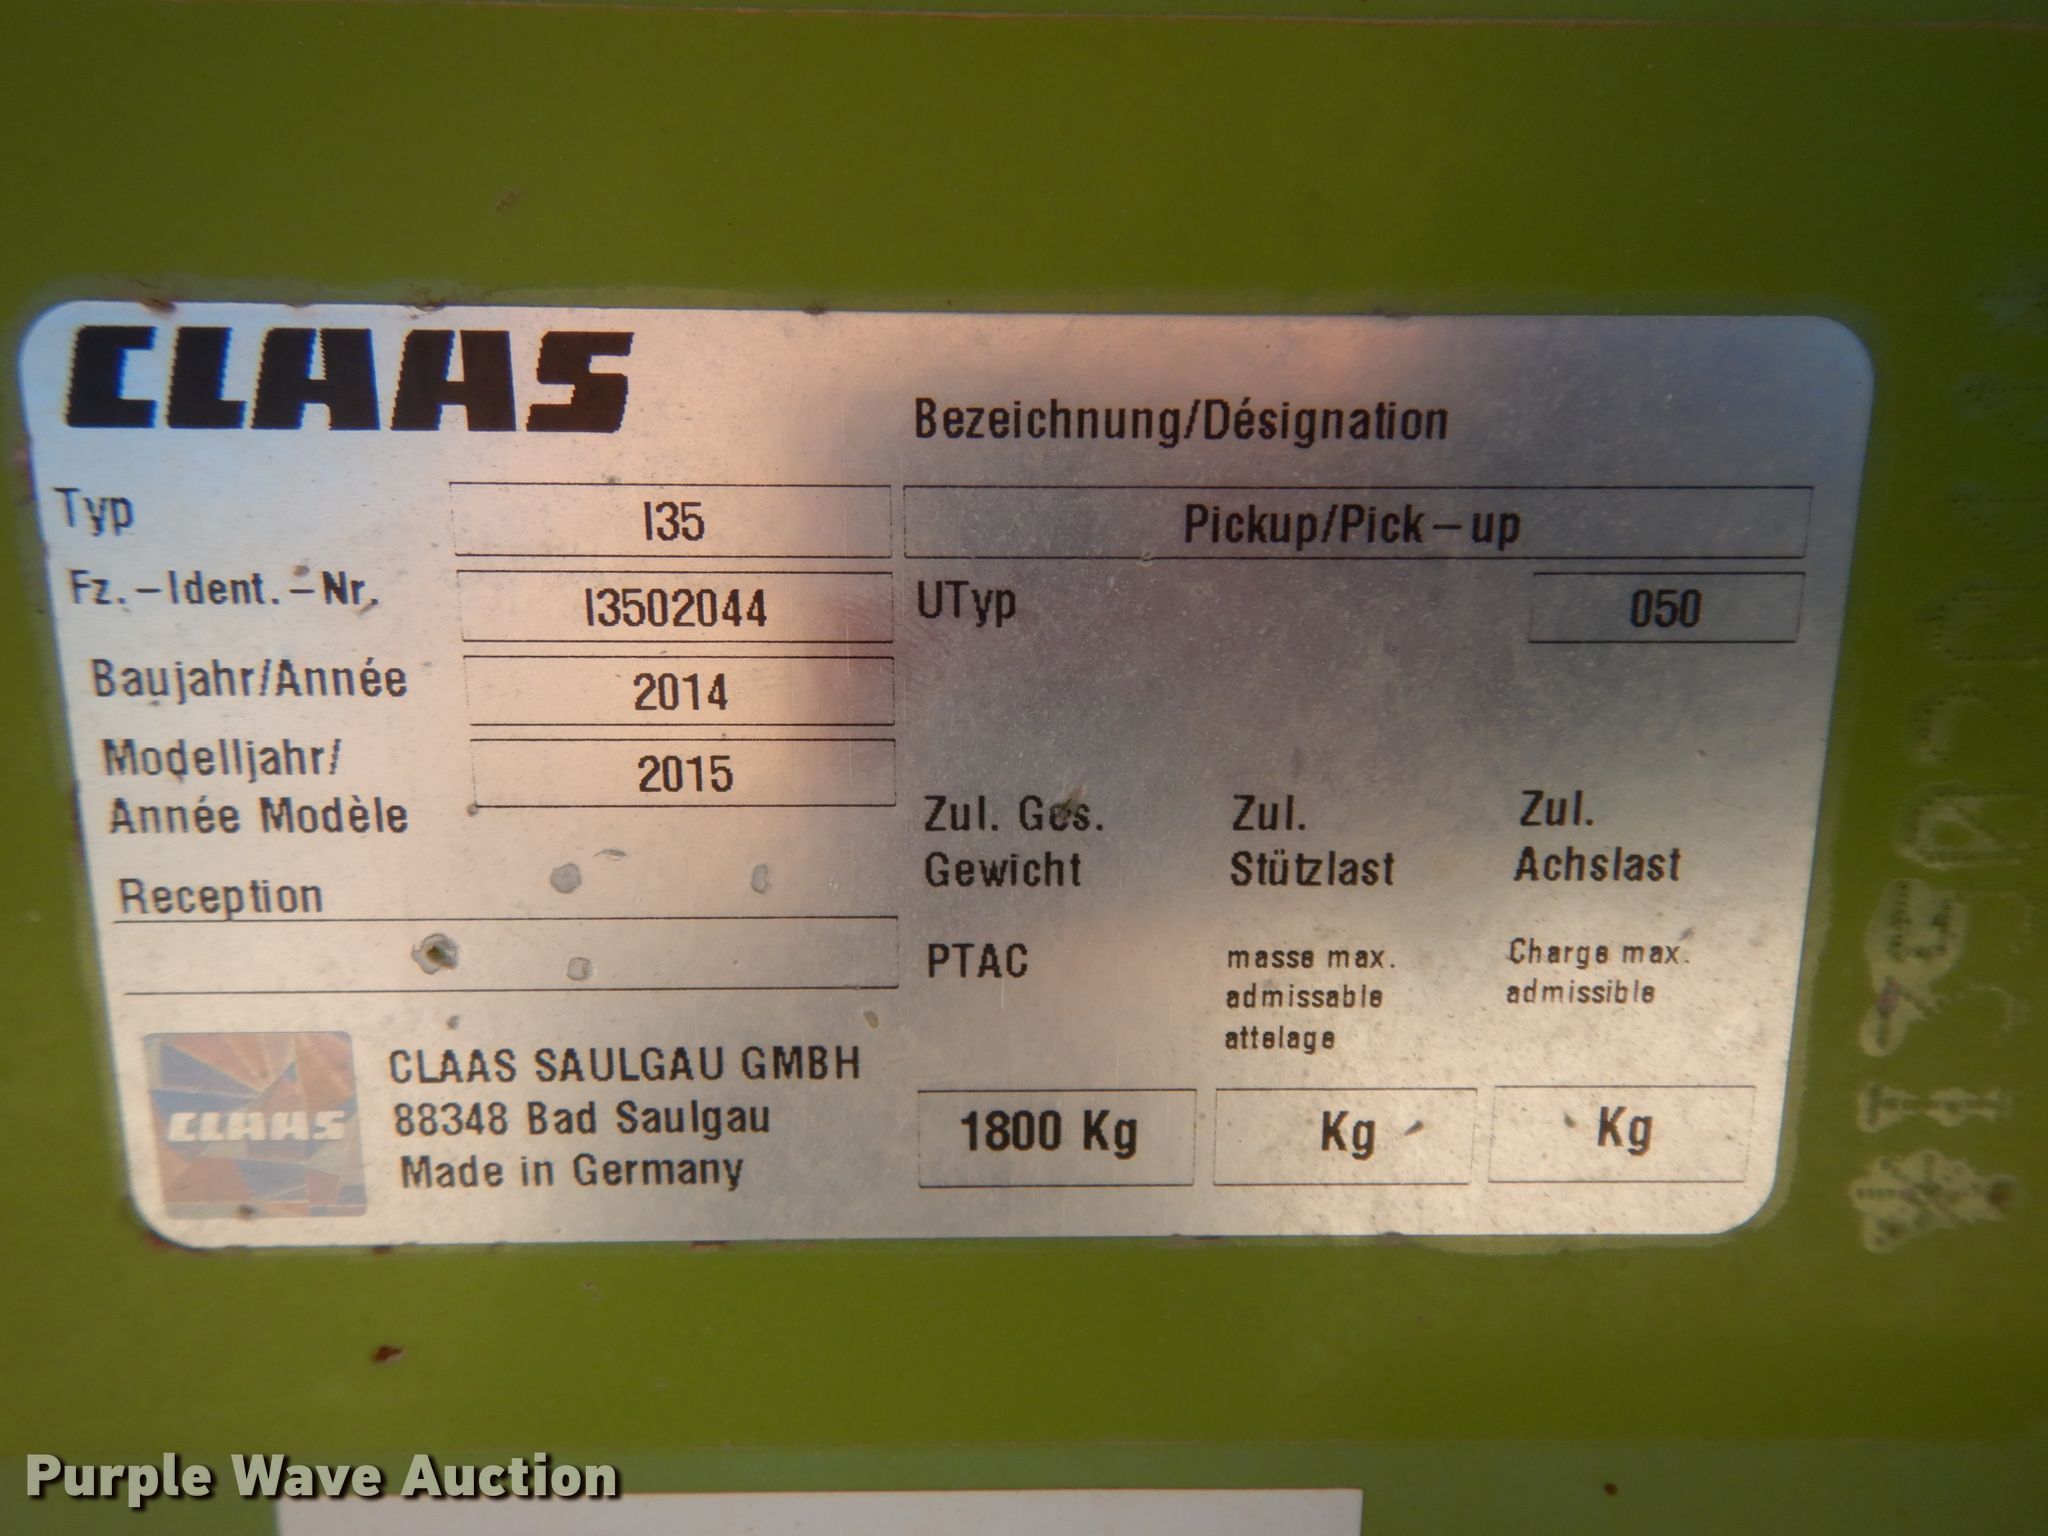 CLAAS
Bezeichnung/Désignation
Typ
I35
Pickup/Pick-up
Fz.-Ident.-Nr.
I3502044
UTyp
050
Baujahr/Année
2014
Modelljahr/
Année Modèle
2015
Reception
Zul. Ges.
Gewicht
PTAC
1800 Kg
Zul.
Stützlast
masse max.
admissable
attelage
Kg
Zul.
Achslast
Charge max.
admissible
Kg
CLAAS
CLAAS SAULGAU GMBH
88348 Bad Saulgau
Made in Germany
Purple Wave Auction